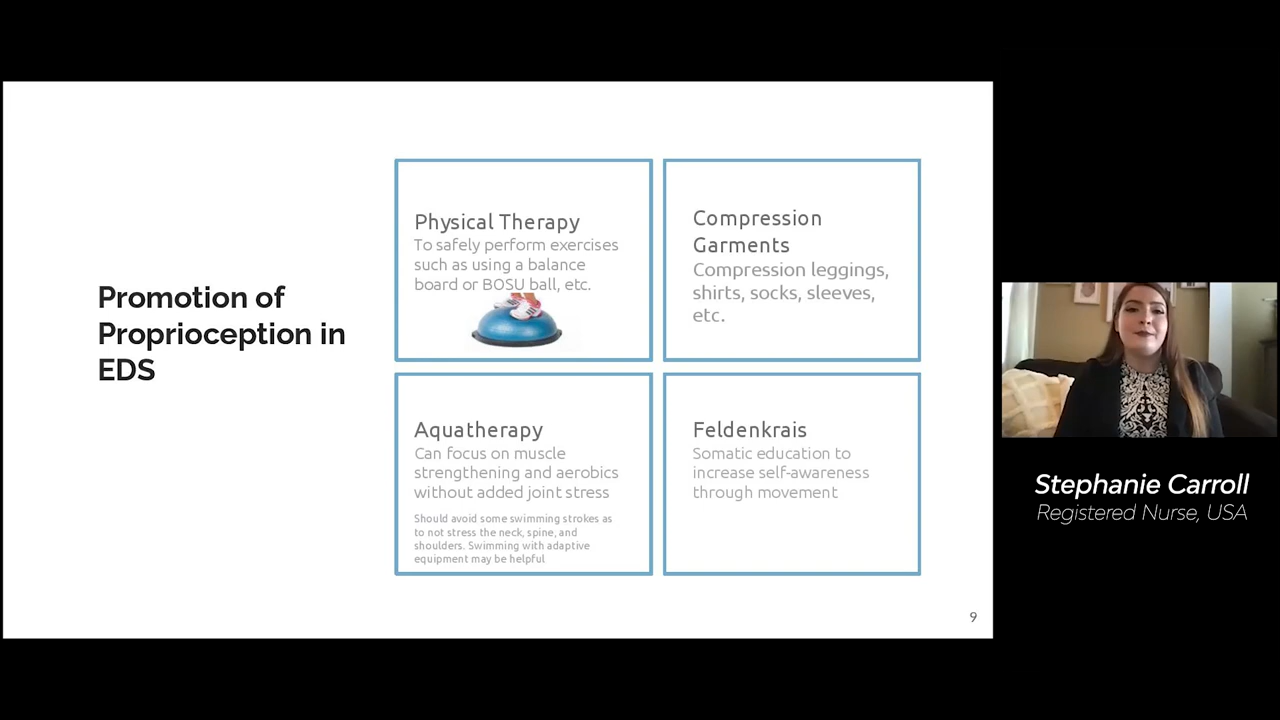 Promotion of
Proprioception in
EDS
Physical Therapy
To safely perform exercises
such as using a balance
board or BOSU ball, etc.
Compression
Garments
Compression leggings,
shirts, socks, sleeves,
etc.
Aquatherapy
Can focus on muscle
strengthening and aerobics
without added joint stress
Should avoid some swimming strokes as
to not stress the neck, spine, and
shoulders. Swimming with adaptive
equipment may be helpful
Feldenkrais
Somatic education to
increase self-awareness
through movement
9
Stephanie Carroll
Registered Nurse, USA